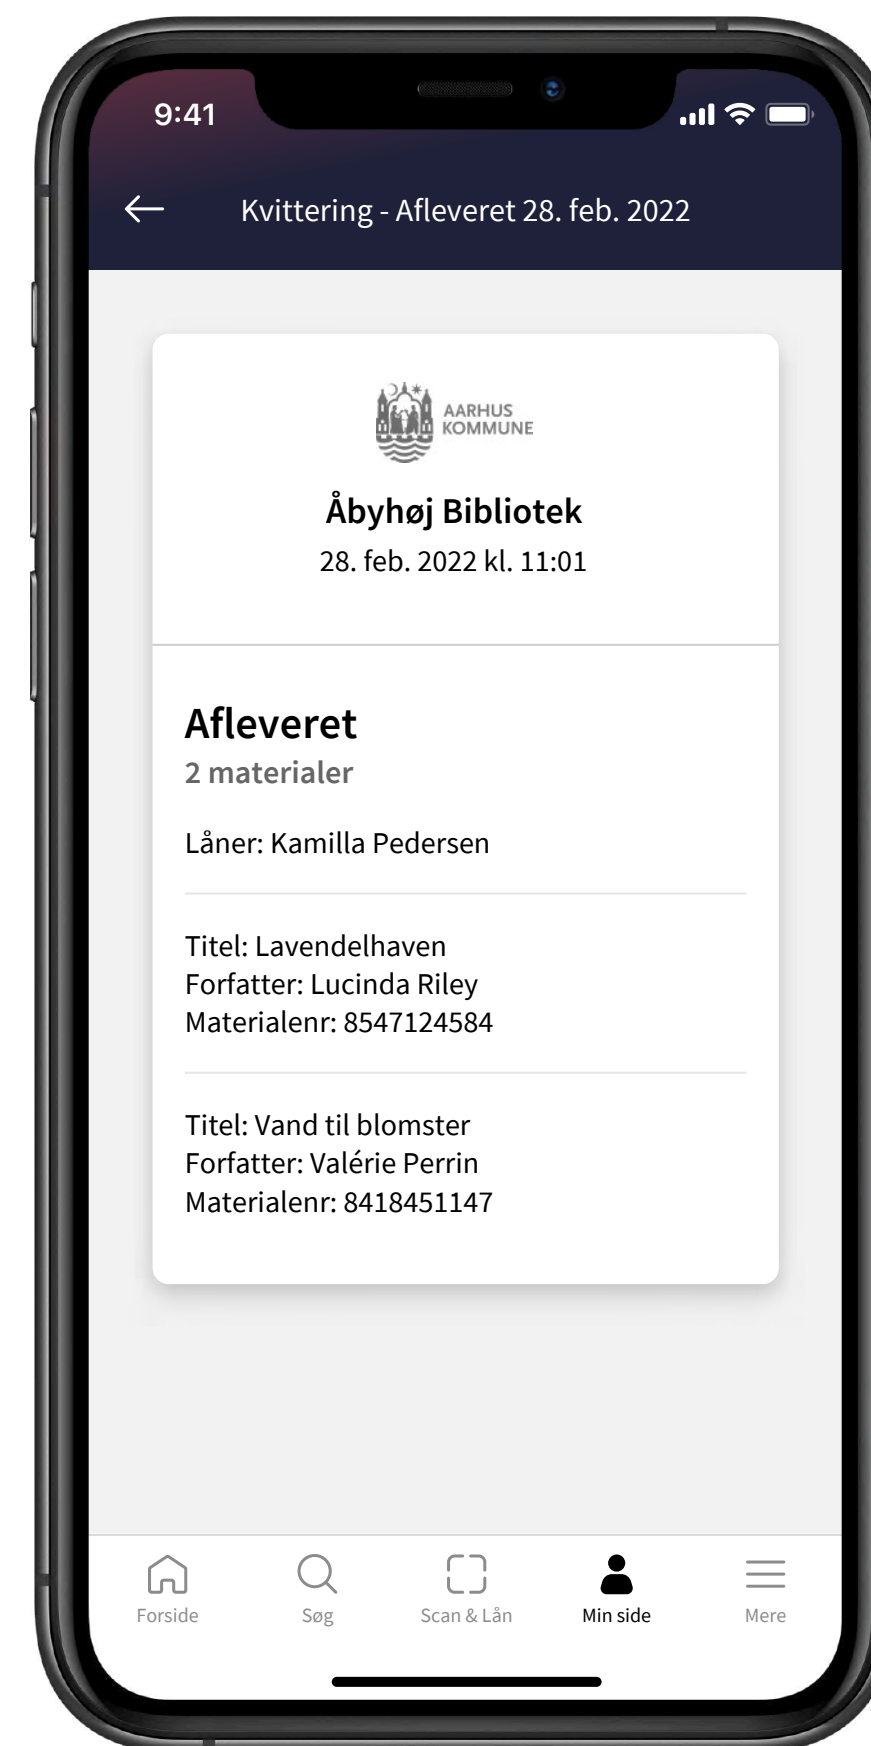 9:41
Kvittering - Afleveret 28. feb. 2022
AARHUS
KOMMUNE
Åbyhøj Bibliotek
28. feb. 2022 kl. 11:01
Afleveret
2 materialer
Låner: Kamilla Pedersen
Titel: Lavendelhaven
Forfatter: Lucinda Riley
Materialenr: 8547124584
Titel: Vand til blomster
Forfatter: Valérie Perrin
Materialenr: 8418451147
Forside
Søg
Scan & Lån
Min side
Mere